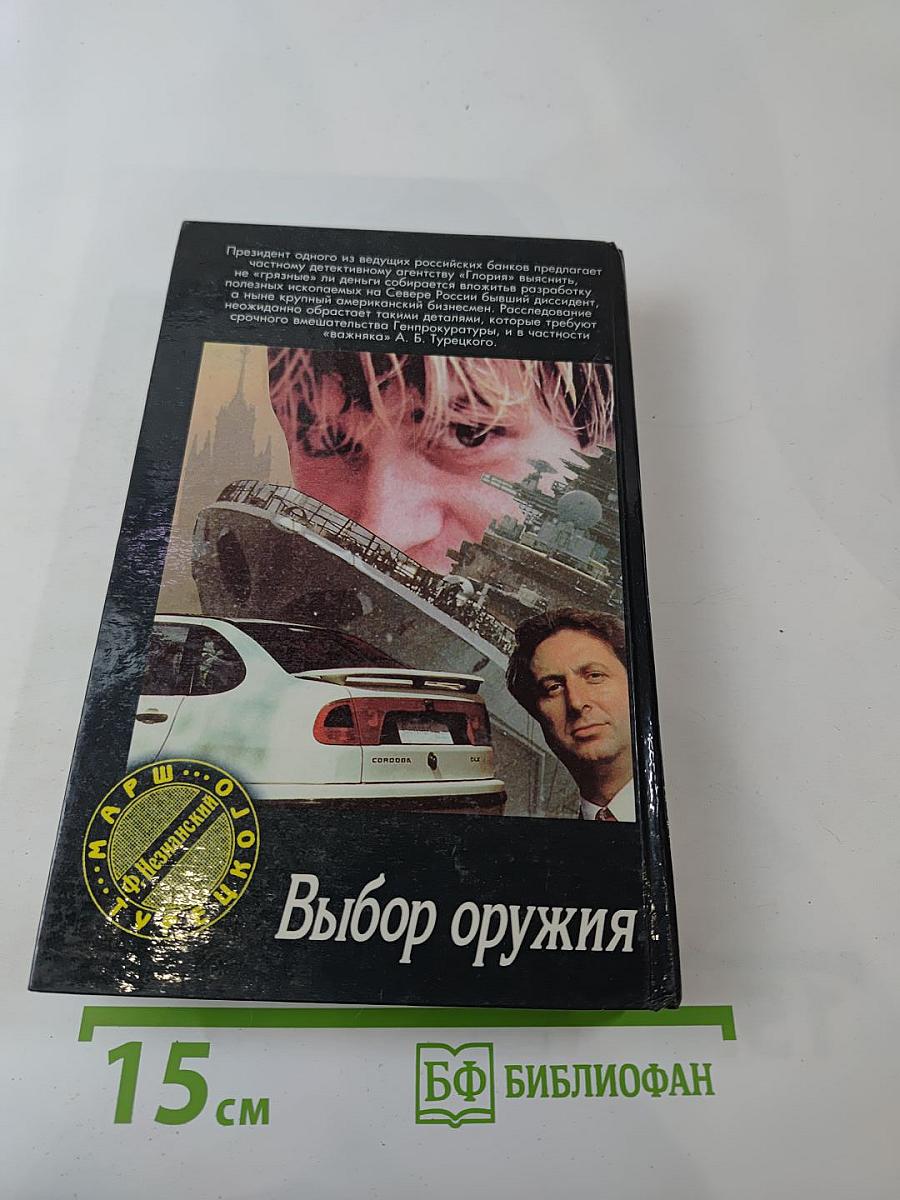 Президент одного из ведущих российских банков предлагает
частному детективному агентству «Глория» выяснить,
не «грязные» ли деньги собирается вложитьв разработку
полезных ископаемых на Севере России бывший диссидент,
а ныне крупный американский бизнесмен. Расследование
неожиданно обрастает такими деталями, которые требуют
срочного вмешательства Генпрокуратуры, и в частности
«важняка» А. Б. Турецкого.
CORDOBA
МАРШ...
Ф. Незнанский
...ТУРЕЦКОГО
Выбор оружия
15 см
БФ БИБЛИОФАН